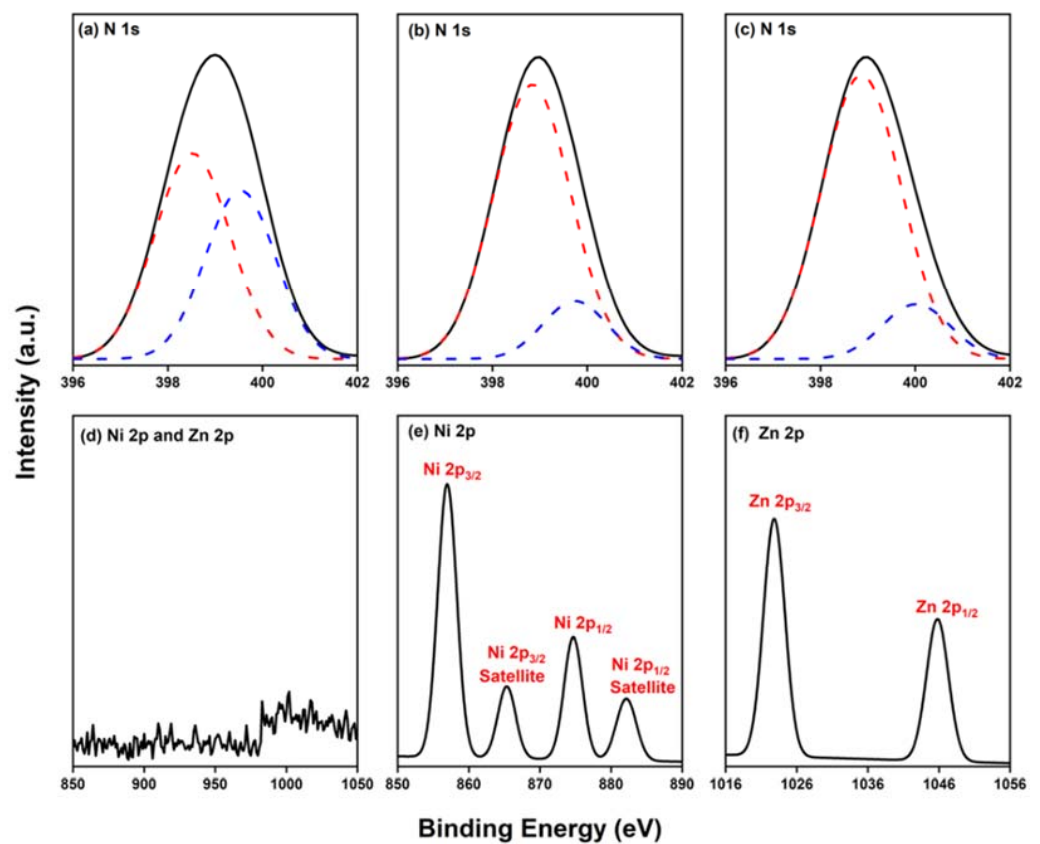 (a) N 1s
(b) N 1s
(c) N 1s
396 398 400 402
396 398 400 402
396 398 400 402
Intensity (a.u.)
(d) Ni 2p and Zn 2p
(e) Ni 2p
Ni 2p3/2
Ni 2p3/2
Satellite
Ni 2p1/2
Ni 2p1/2
Satellite
(f) Zn 2p
Zn 2p3/2
Zn 2p1/2
850 900 950 1000 1050
850 860 870 880 890
1016 1026 1036 1046 1056
Binding Energy (eV)